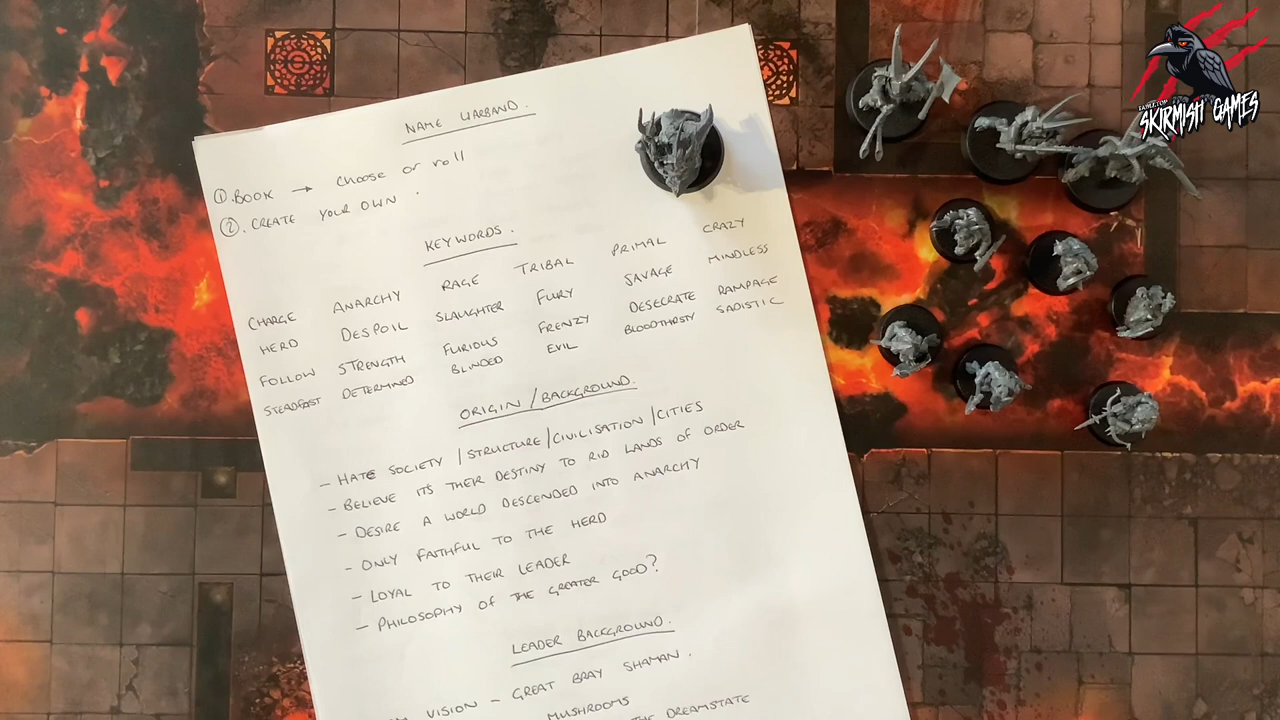 NAME WARBAND.
① BOOK → Choose or roll
②. CREATE YOUR OWN.
KEYWORDS.
CHARGE ANARCHY RAGE TRIBAL PRIMAL CRAZY
HERD DESPOIL SLAUGHTER FURY SAVAGE MINDLESS
FOLLOW STRENGTH FURIOUS FRENZY DESECRATE RAMPAGE
STEADFAST DETERMINED BLINDED EVIL BLOODTHIRSTY SADISTIC
ORIGIN / BACKGROUND.
- HATE SOCIETY / STRUCTURE / CIVILISATION / CITIES
- BELIEVE IT'S THEIR DESTINY TO RID LANDS OF ORDER
- DESIRE A WORLD DESCENDED INTO ANARCHY
- ONLY FAITHFUL TO THE HERD
- LOYAL TO THEIR LEADER
- PHILOSOPHY OF THE GREATER GOOD?
LEADER BACKGROUND.
VISION - GREAT BRAY SHAMAN.
MUSHROOMS
THE DREAMSTATE
TABLETOP
SKIRMISH GAMES